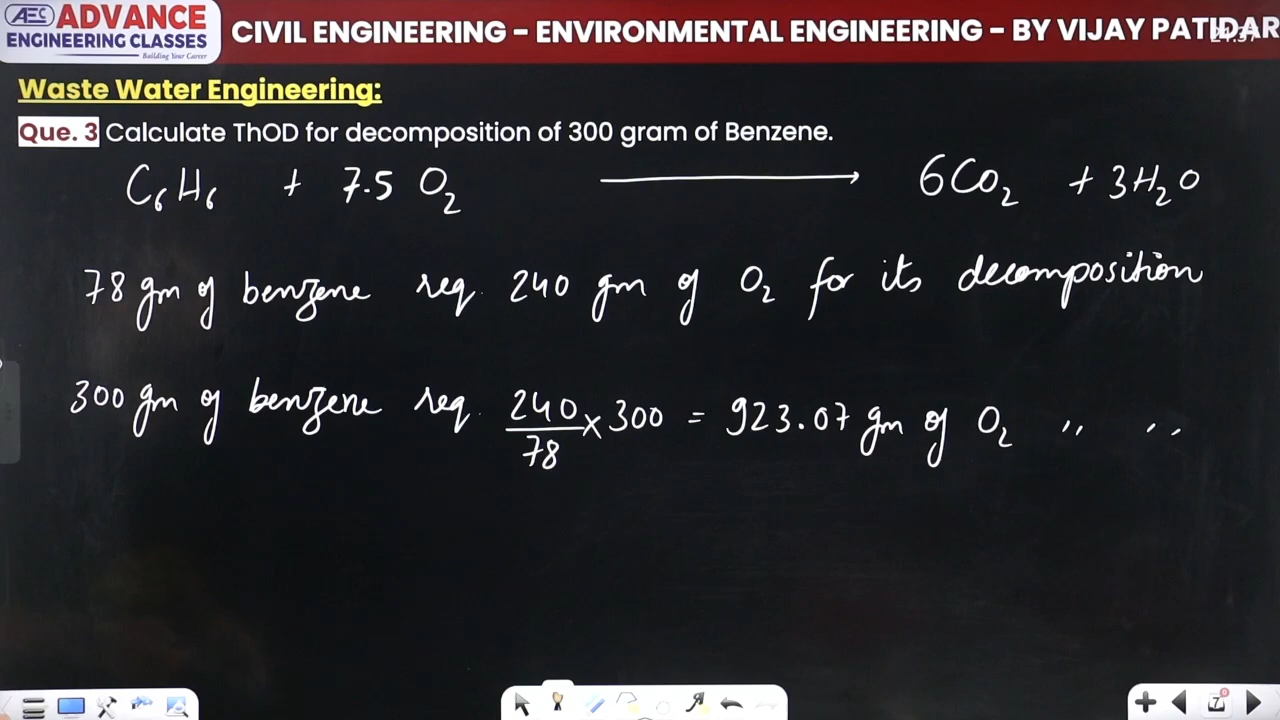 AEC ADVANCE
ENGINEERING CLASSES
Building Your Career
CIVIL ENGINEERING – ENVIRONMENTAL ENGINEERING – BY VIJAY PATIDAR
Waste Water Engineering:
Que. 3 Calculate ThOD for decomposition of 300 gram of Benzene.
C₆H₆ + 7.5 O₂ ⟶ 6CO₂ + 3H₂O
78 gm of benzene req. 240 gm of O₂ for its decomposition
300 gm of benzene req. 240/78 × 300 = 923.07 gm of O₂ ,, ,,